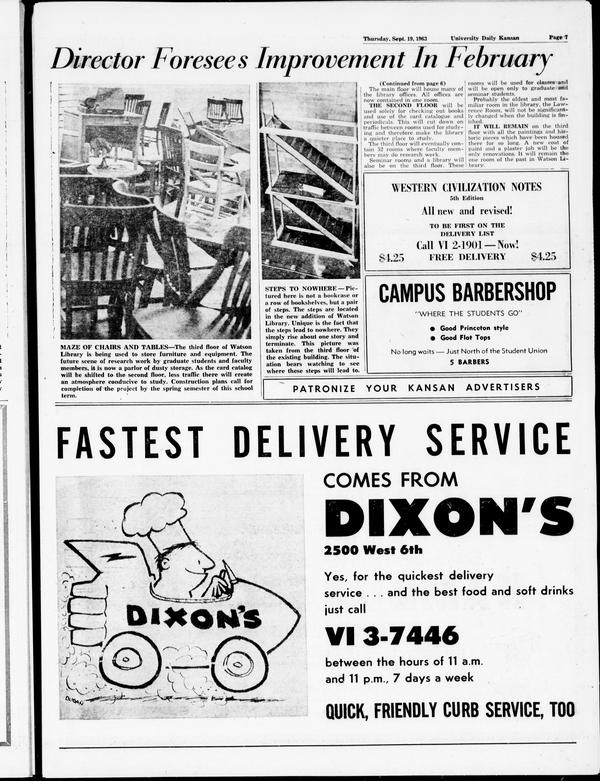 Thursday, Sept. 19, 1963 University Daily Kansan Page 7
Director Foresees Improvement In February
(Continued from page 6)
The main floor will house many of
the library offices. All offices are
now contained in one room.
THE SECOND FLOOR will be
used solely for checking out books
and use of the card catalogue and
periodicals. This will cut down on
traffic between rooms used for study-
ing and therefore make the library
a quieter place to study.
The third floor will eventually con-
tain 52 rooms where faculty mem-
bers may do research work.
Seminar rooms and a library will
also be on the third floor. These
rooms will be used for classes and
will be open only to graduate and
seminar students.
Probably the oldest and most fa-
miliar room in the library, the Law-
rence Room, will not be significant-
ly changed when the building is fin-
ished.
IT WILL REMAIN on the third
floor with all the paintings and his-
toric pieces which have been housed
there for so long. A new coat of
paint and a plaster job will be the
only renovations. It will remain the
one room of the past in Watson Li-
brary.
MAZE OF CHAIRS AND TABLES—The third floor of Watson
Library is being used to store furniture and equipment. The
future scene of research work by graduate students and faculty
members, it is now a parlor of dusty storage. As the card catalog
will be shifted to the second floor, less traffic there will create
an atmosphere conducive to study. Construction plans call for
completion of the project by the spring semester of this school
term.
STEPS TO NOWHERE — Pic-
tured here is not a bookcase or
a row of bookshelves, but a pair
of steps. The steps are located
in the new addition of Watson
Library. Unique is the fact that
the steps lead to nowhere. They
simply rise about one story and
terminate. This picture was
taken from the third floor of
the existing building. The situ-
ation bears watching to see
where these steps will lead to.
WESTERN CIVILIZATION NOTES
5th Edition
All new and revised!
TO BE FIRST ON THE
DELIVERY LIST
Call VI 2-1901 — Now!
$4.25 FREE DELIVERY $4.25
CAMPUS BARBERSHOP
"WHERE THE STUDENTS GO"
● Good Princeton style
● Good Flat Tops
No long waits — Just North of the Student Union
5 BARBERS
PATRONIZE YOUR KANSAN ADVERTISERS
FASTEST DELIVERY SERVICE
COMES FROM
DIXON'S
2500 West 6th
Yes, for the quickest delivery
service . . . and the best food and soft drinks
just call
VI 3-7446
between the hours of 11 a.m.
and 11 p.m., 7 days a week
QUICK, FRIENDLY CURB SERVICE, TOO
DIXON'S